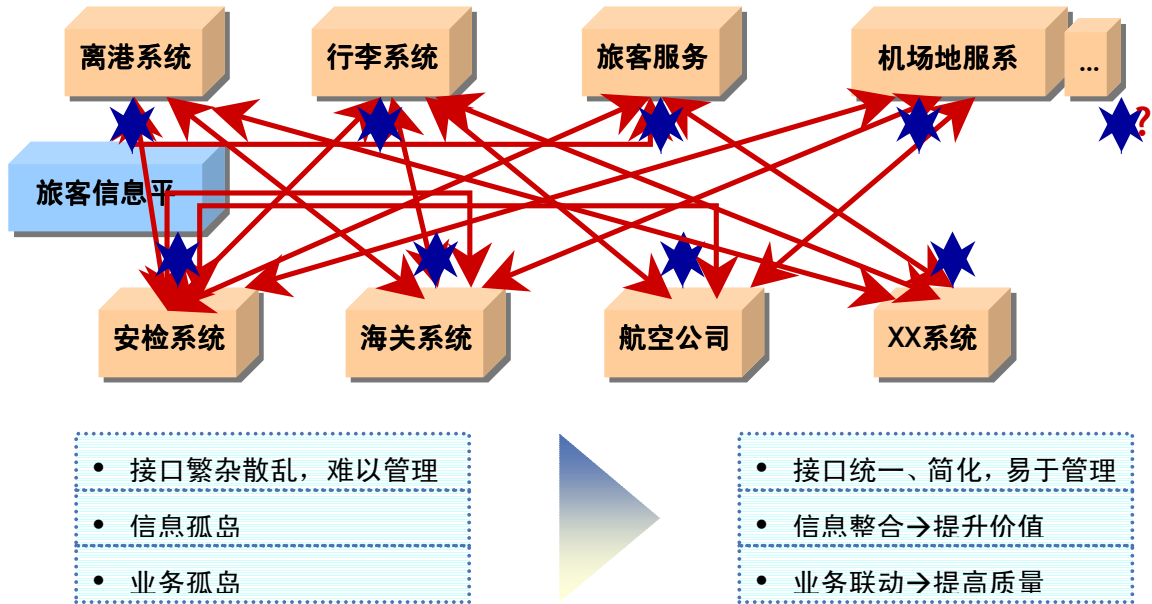 离港系统
行李系统
旅客服务
机场地服系
...
?
旅客信息平
安检系统
海关系统
航空公司
XX系统
• 接口繁杂散乱，难以管理
• 信息孤岛
• 业务孤岛
• 接口统一、简化，易于管理
• 信息整合→提升价值
• 业务联动→提高质量